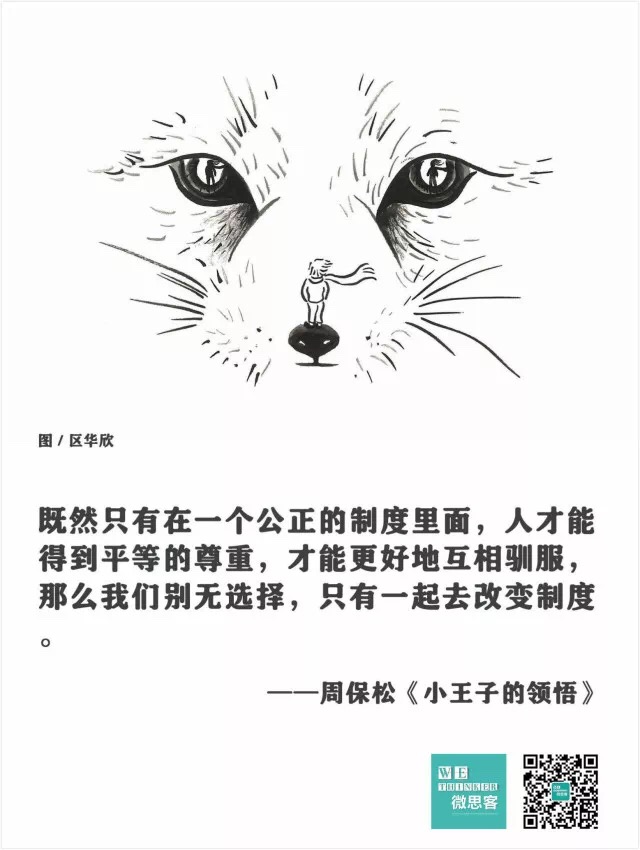 图 / 区华欣
既然只有在一个公正的制度里面，人才能
得到平等的尊重，才能更好地互相驯服，
那么我们别无选择，只有一起去改变制度
。
——周保松《小王子的领悟》
WE
THINKER
微思客